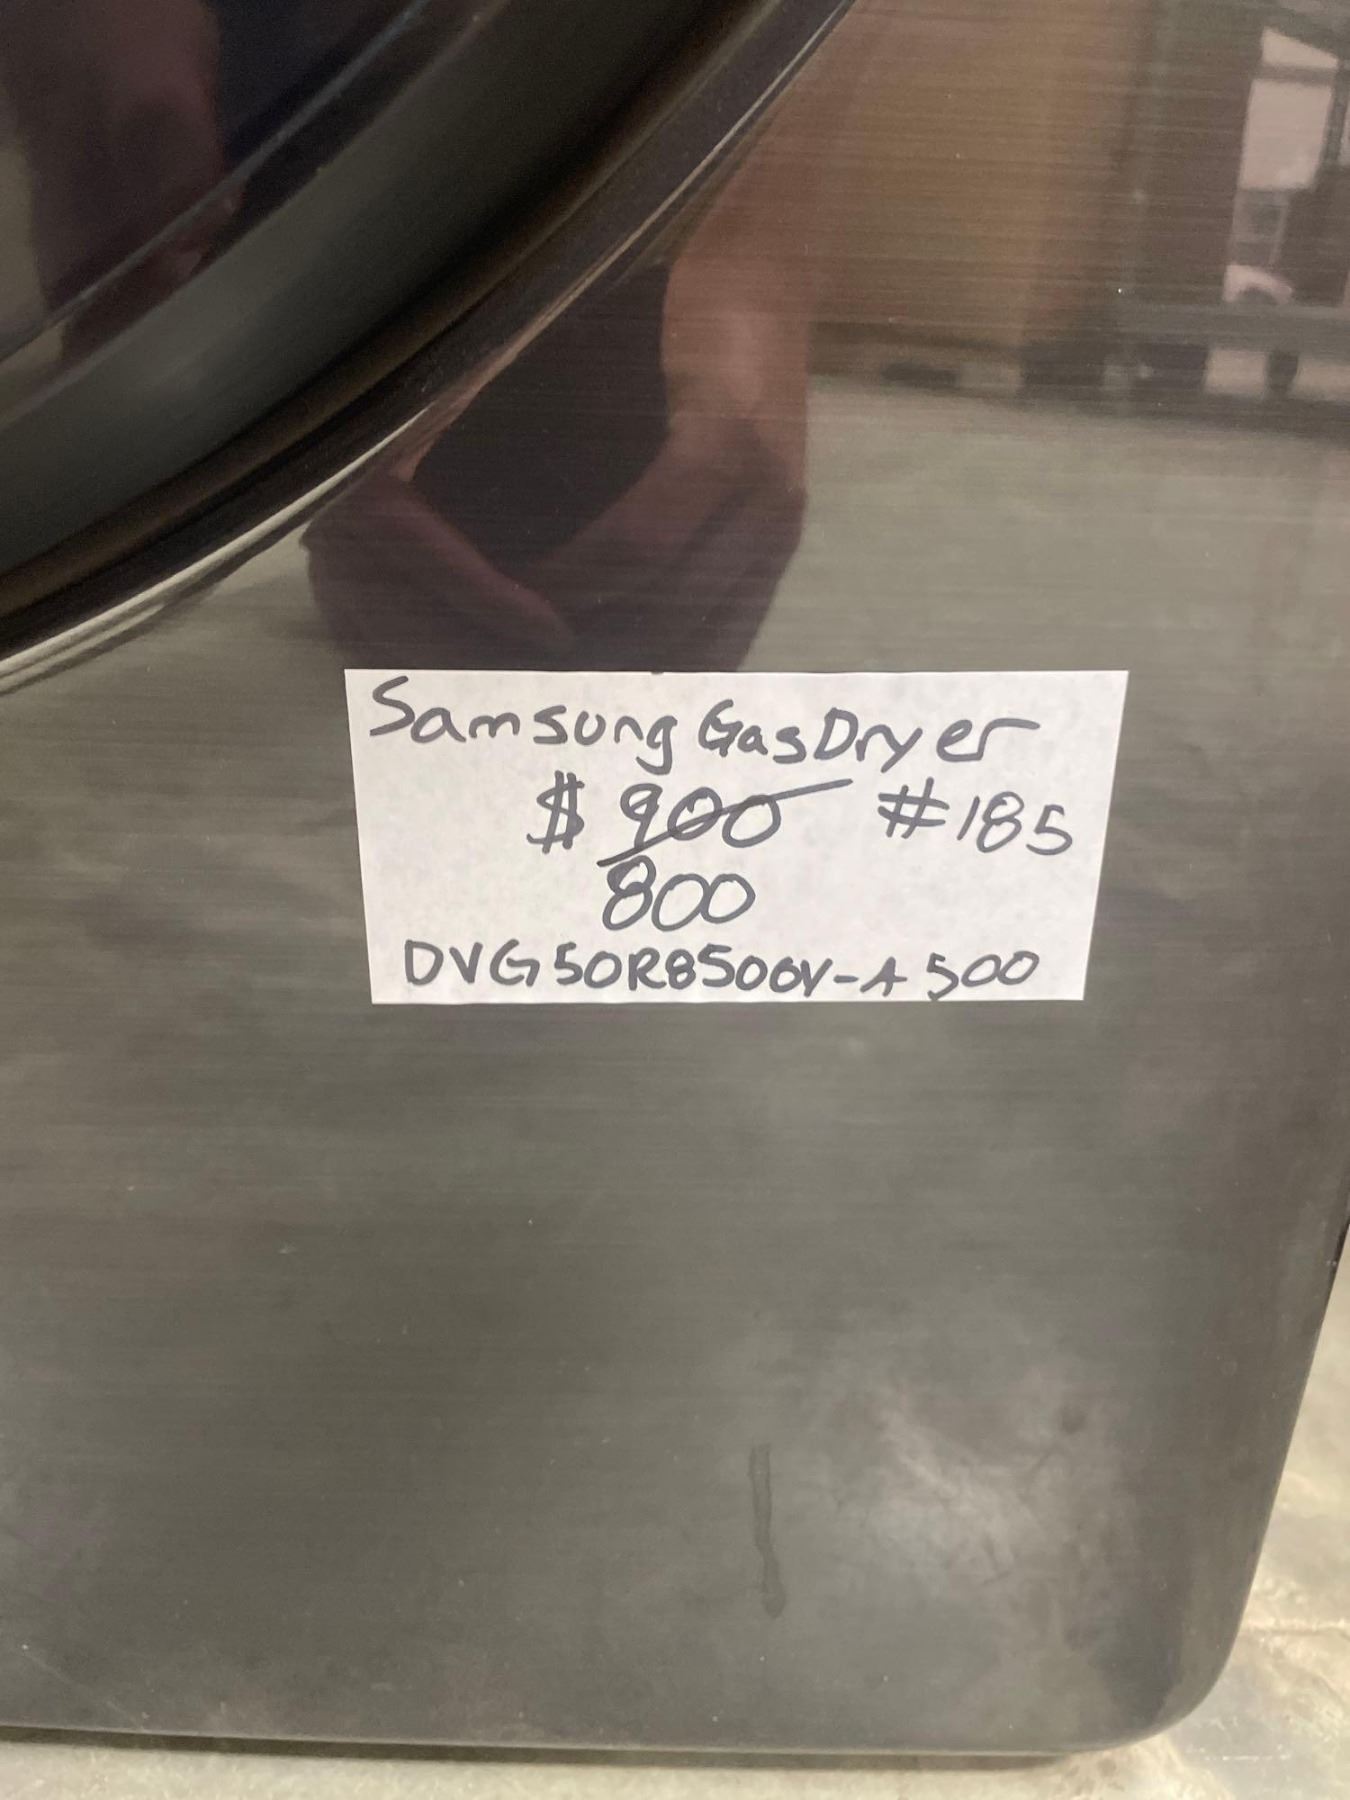 Samsung Gas Dryer
$ 900 #185
800
DVG50R8500V-A500